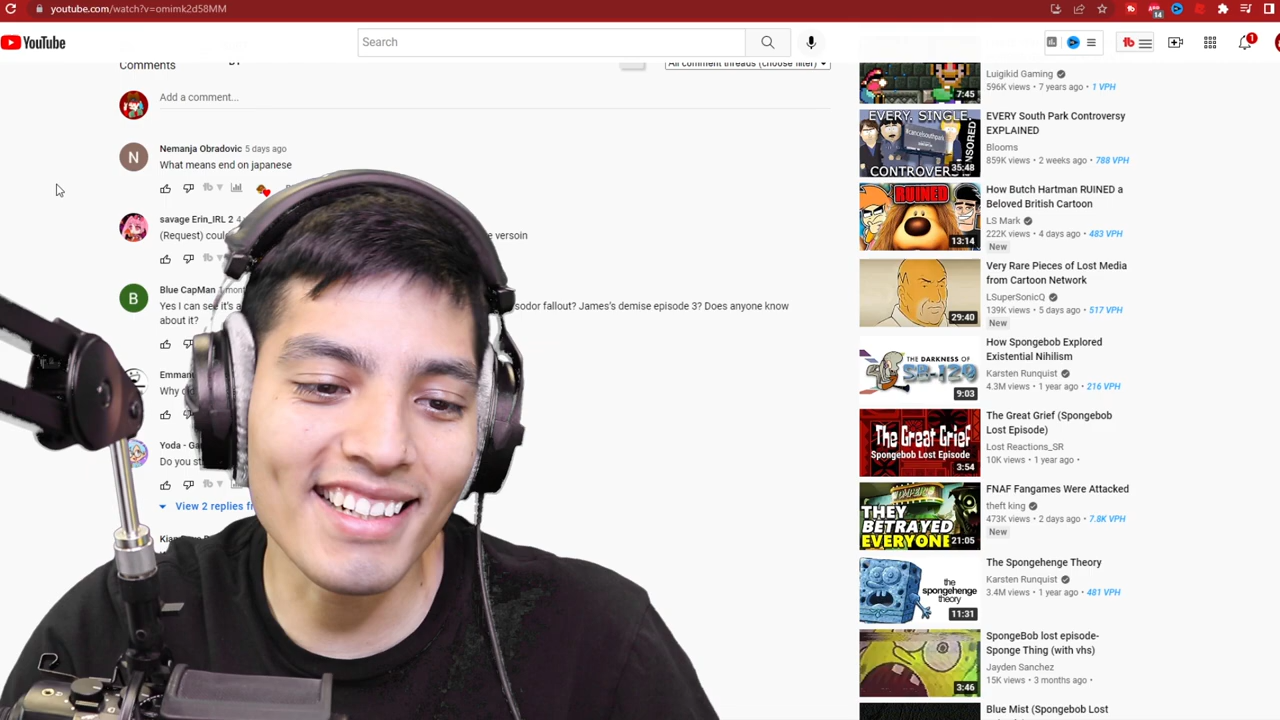 youtube.com/watch?v=omimk2d58MM
14
YouTube
Search
1
Comments
All comment threads (choose filter)
Add a comment...
N
Nemanja Obradovic 5 days ago
What means end on japanese
savage Erin_IRL 2
(Request)
e versoin
B
Blue CapMan 1
Yes I can see it's a
fallout? James's demise episode 3? Does anyone know
about it?
Yoda
Do you
View 2 replies
7:45
Luigikid Gaming
596K views • 7 years ago • 1 VPH
EVERY. SINGLE.
#cancelsouthpark
35:48
EVERY South Park Controversy
EXPLAINED
Blooms
859K views • 2 weeks ago • 788 VPH
RUINED
13:14
How Butch Hartman RUINED a
Beloved British Cartoon
LS Mark
222K views • 4 days ago • 483 VPH
New
29:40
Very Rare Pieces of Lost Media
from Cartoon Network
LSuperSonicQ
139K views • 5 days ago • 517 VPH
New
THE DARKNESS OF
SB-129
9:03
How Spongebob Explored
Existential Nihilism
Karsten Runquist
4.3M views • 1 year ago • 216 VPH
The Great Grief
Spongebob Lost Episode
3:54
The Great Grief (Spongebob
Lost Episode)
Lost Reactions_SR
10K views • 1 year ago •
THEY
BETRAYED
EVERYONE
21:05
FNAF Fangames Were Attacked
theft king
473K views • 2 days ago • 7.8K VPH
New
the
spongehenge
theory
11:31
The Spongehenge Theory
Karsten Runquist
3.4M views • 1 year ago • 481 VPH
3:46
SpongeBob lost episode-
Sponge Thing (with vhs)
Jayden Sanchez
15K views • 3 months ago •
Blue Mist (Spongebob Lost